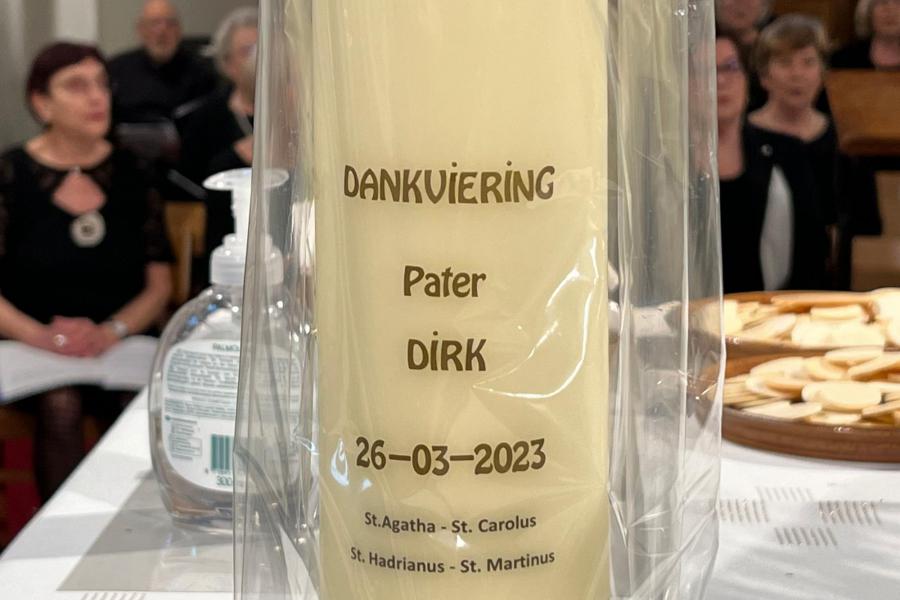 DANKVIERING
Pater
DIRK
26-03-2023
St.Agatha - St. Carolus
St. Hadrianus - St. Martinus